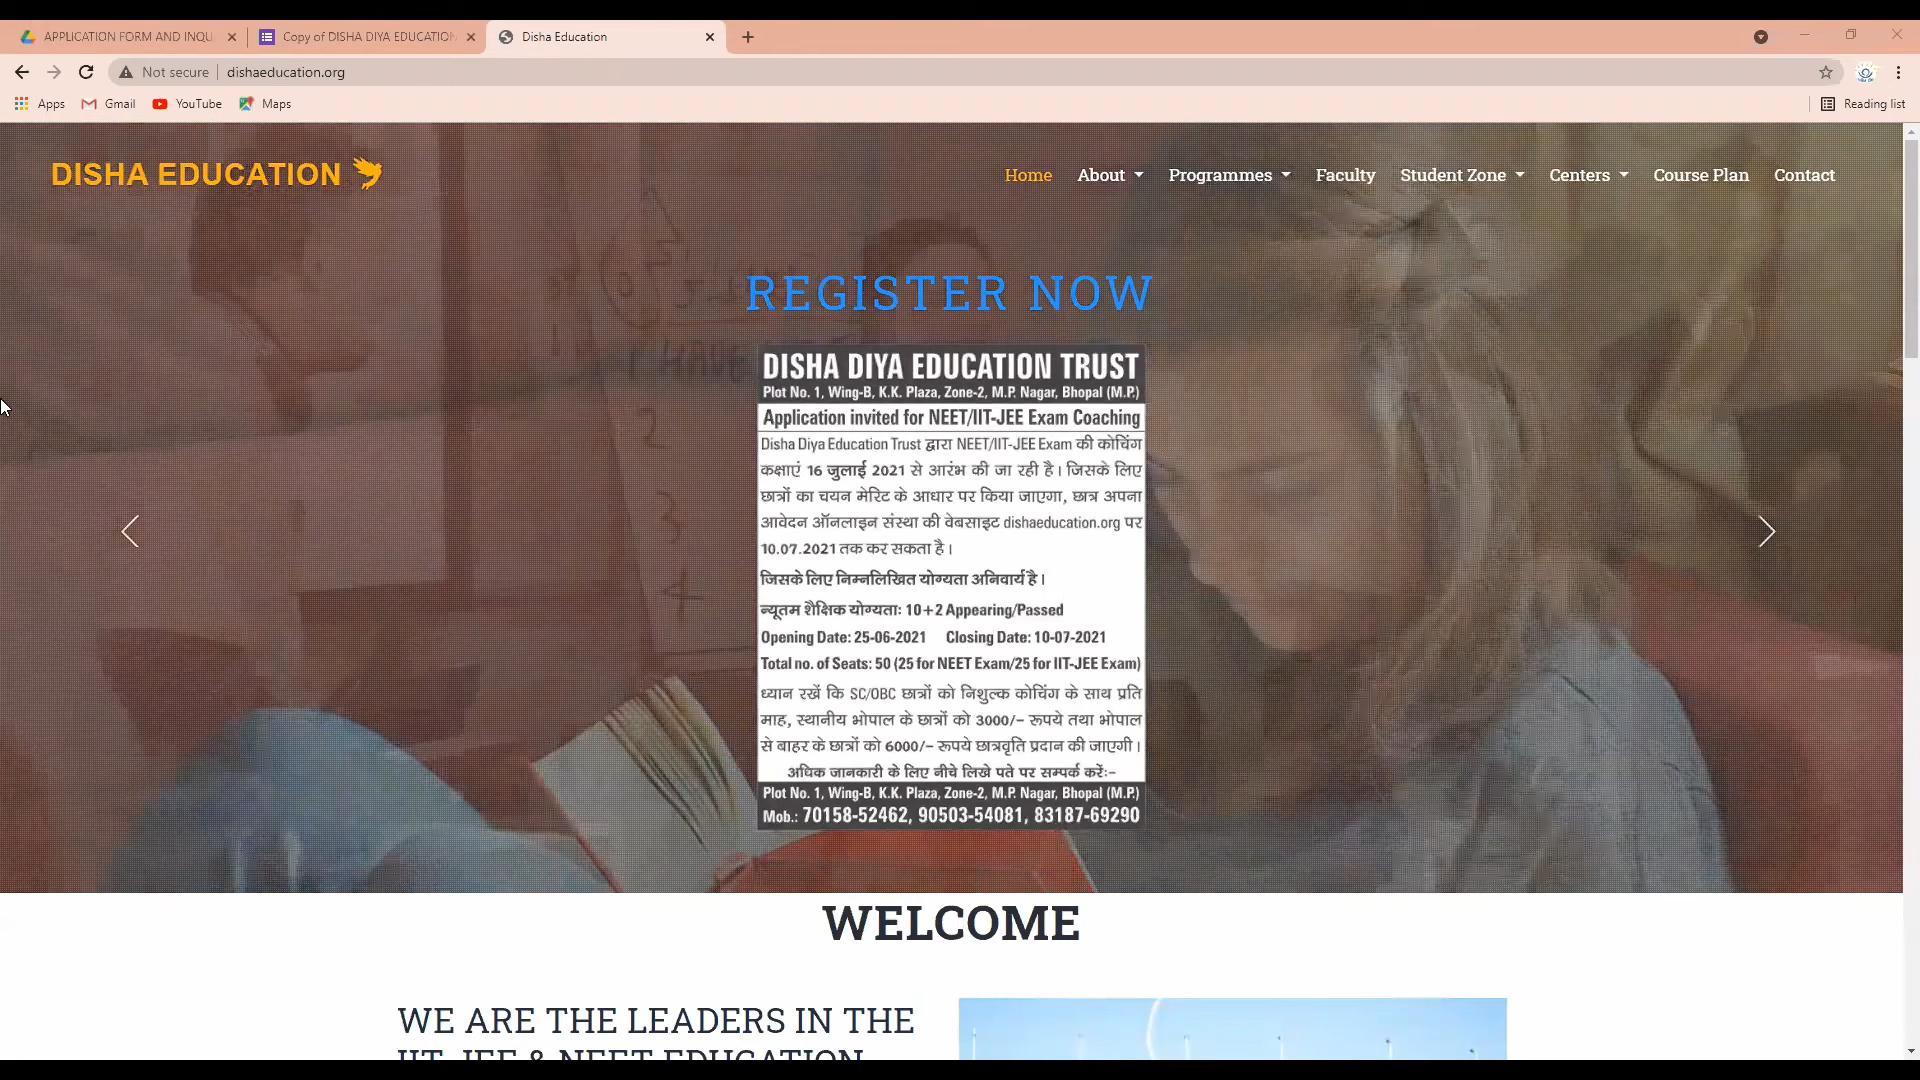 APPLICATION FORM AND INQU
Copy of DISHA DIYA EDUCATION
Disha Education
Not secure
dishaeducation.org
Apps
Gmail
YouTube
Maps
Reading list
DISHA EDUCATION
Home
About
Programmes
Faculty
Student Zone
Centers
Course Plan
Contact
REGISTER NOW
DISHA DIYA EDUCATION TRUST
Plot No. 1, Wing-B, K.K. Plaza, Zone-2, M.P. Nagar, Bhopal (M.P.)
Application invited for NEET/IIT-JEE Exam Coaching
Disha Diya Education Trust द्वारा NEET/IIT-JEE Exam की कोचिंग
कक्षाएं 16 जुलाई 2021 से आरंभ की जा रही है। जिसके लिए
छात्रों का चयन मेरिट के आधार पर किया जाएगा, छात्र अपना
आवेदन ऑनलाइन संस्था की वेबसाइट dishaeducation.org पर
10.07.2021 तक कर सकता है।
जिसके लिए निम्नलिखित योग्यता अनिवार्य है।
न्यूतम शैक्षिक योग्यताः 10+2 Appearing/Passed
Opening Date: 25-06-2021 Closing Date: 10-07-2021
Total no. of Seats: 50 (25 for NEET Exam/25 for IIT-JEE Exam)
ध्यान रखें कि SC/OBC छात्रों को निशुल्क कोचिंग के साथ प्रति
माह, स्थानीय भोपाल के छात्रों को 3000/- रूपये तथा भोपाल
से बाहर के छात्रों को 6000/- रूपये छात्रवृति प्रदान की जाएगी।
अधिक जानकारी के लिए नीचे लिखे पते पर सम्पर्क करें:-
Plot No. 1, Wing-B, K.K. Plaza, Zone-2, M.P. Nagar, Bhopal (M.P.)
Mob.: 70158-52462, 90503-54081, 83187-69290
WELCOME
WE ARE THE LEADERS IN THE
IIT-JEE & NEET EDUCATION